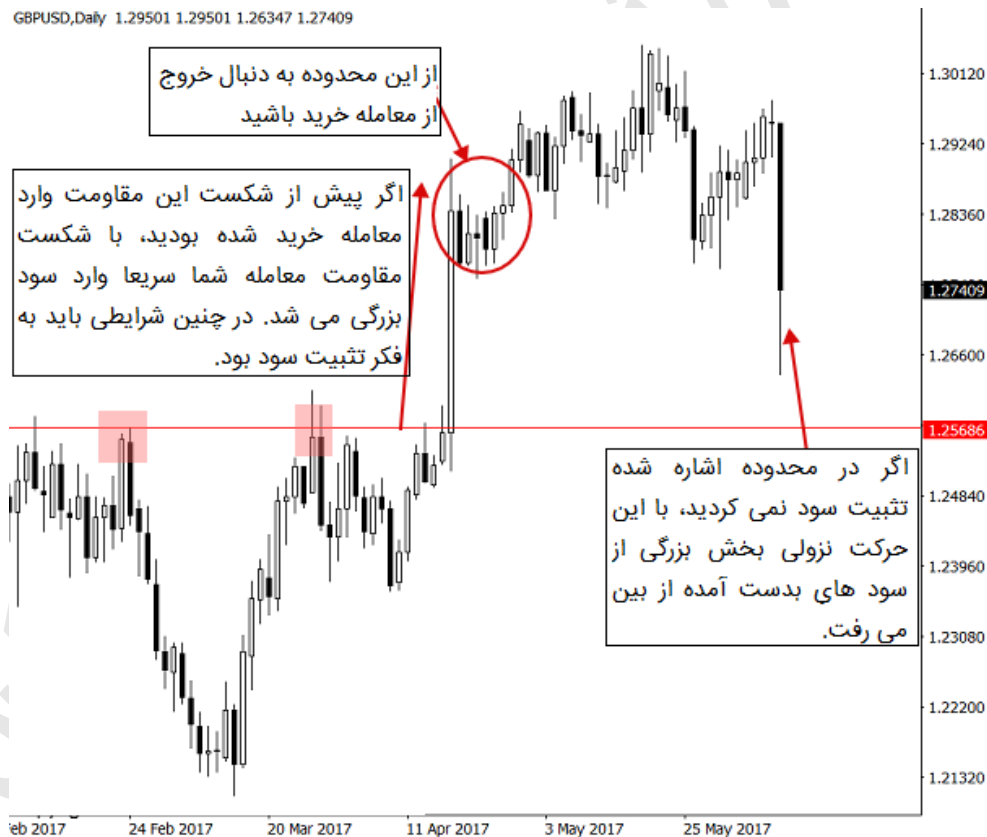 GBPUSD,Daily 1.29501 1.29501 1.26347 1.27409
از این محدوده به دنبال خروج
از معامله خرید باشید
اگر پیش از شکست این مقاومت وارد
معامله خرید شده بودید، با شکست
مقاومت معامله شما سریعا وارد سود
بزرگی می شد. در چنین شرایطی باید به
فکر تثبیت سود بود.
اگر در محدوده اشاره شده
تثبیت سود نمی کردید، با این
حرکت نزولی بخش بزرگی از
سود های بدست آمده از بین
می رفت.
1.30120
1.29240
1.28360
1.27409
1.26600
1.25686
1.24840
1.23960
1.23080
1.22200
1.21320
eb 2017
24 Feb 2017
20 Mar 2017
11 Apr 2017
3 May 2017
25 May 2017